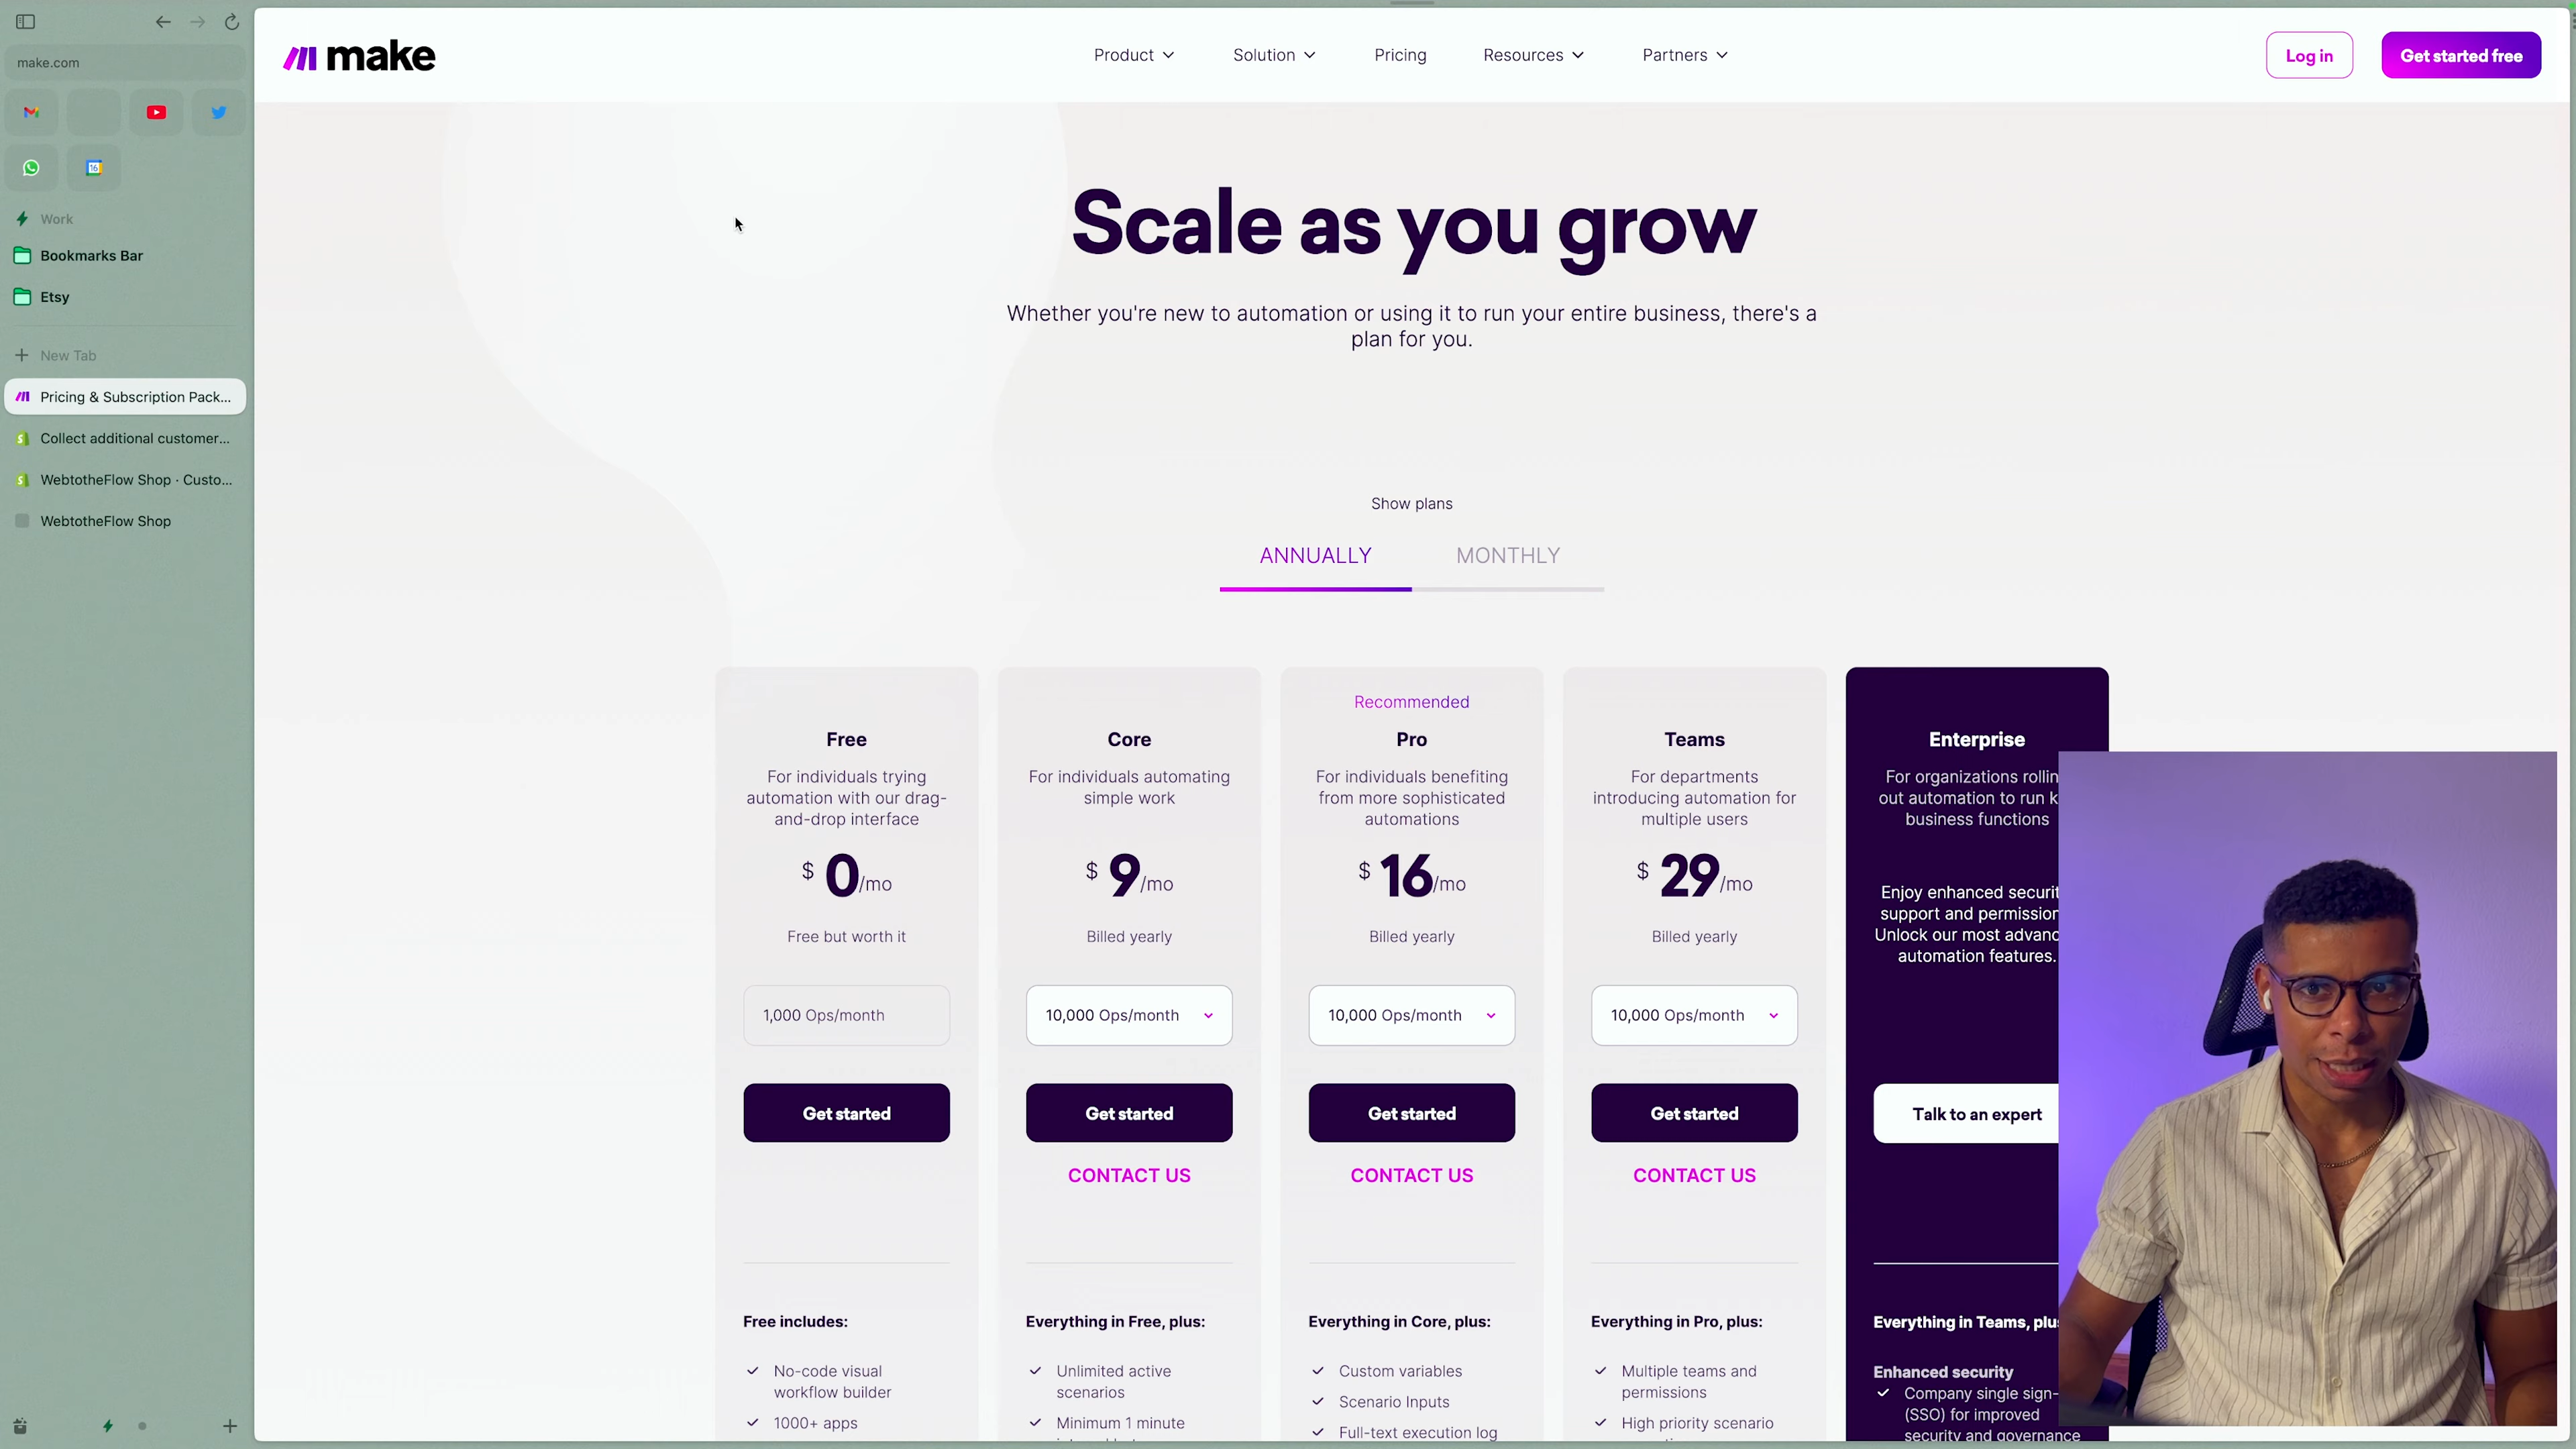 make.com
16
Work
Bookmarks Bar
Etsy
New Tab
Pricing & Subscription Pack...
Collect additional customer...
WebtotheFlow Shop · Custo...
WebtotheFlow Shop
make
Product
Solution
Pricing
Resources
Partners
Log in
Get started free
Scale as you grow
Whether you're new to automation or using it to run your entire business, there's a
plan for you.
Show plans
ANNUALLY
MONTHLY
Free
For individuals trying
automation with our drag-
and-drop interface
$ 0/mo
Free but worth it
1,000 Ops/month
Get started
Free includes:
No-code visual
workflow builder
1000+ apps
Core
For individuals automating
simple work
$ 9/mo
Billed yearly
10,000 Ops/month
Get started
CONTACT US
Everything in Free, plus:
Unlimited active
scenarios
Minimum 1 minute
Recommended
Pro
For individuals benefiting
from more sophisticated
automations
$ 16/mo
Billed yearly
10,000 Ops/month
Get started
CONTACT US
Everything in Core, plus:
Custom variables
Scenario Inputs
Full-text execution log
Teams
For departments
introducing automation for
multiple users
$ 29/mo
Billed yearly
10,000 Ops/month
Get started
CONTACT US
Everything in Pro, plus:
Multiple teams and
permissions
High priority scenario
Enterprise
For organizations rollin
out automation to run k
business functions
Enjoy enhanced securit
support and permission
Unlock our most advanc
automation features.
Talk to an expert
Everything in Teams, plu
Enhanced security
Company single sign-
(SSO) for improved
security and governance